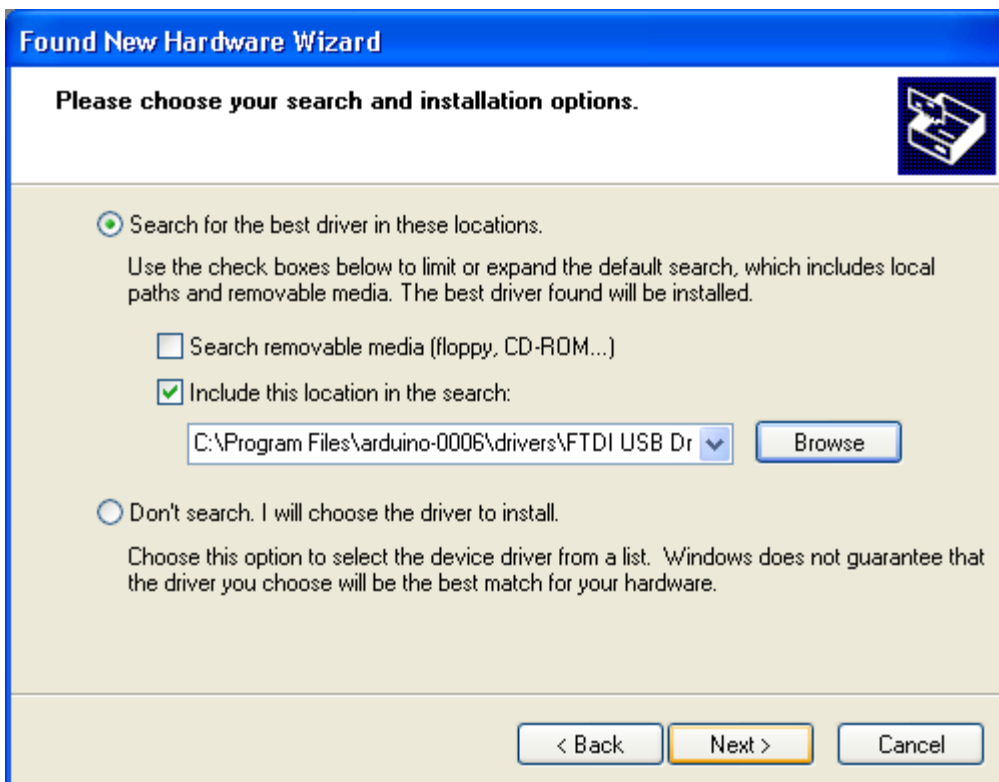 Found New Hardware Wizard
Please choose your search and installation options.
Search for the best driver in these locations.
Use the check boxes below to limit or expand the default search, which includes local
paths and removable media. The best driver found will be installed.
Search removable media (floppy, CD-ROM...)
Include this location in the search:
C:\Program Files\arduino-0006\drivers\FTDI USB Dr
Browse
Don't search. I will choose the driver to install.
Choose this option to select the device driver from a list. Windows does not guarantee that
the driver you choose will be the best match for your hardware.
< Back Next > Cancel